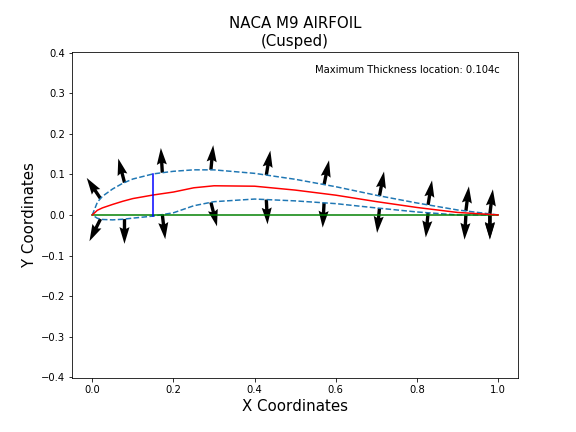 NACA M9 AIRFOIL
(Cusped)
Maximum Thickness location: 0.104c
Y Coordinates
0.4
0.3
0.2
0.1
0.0
−0.1
−0.2
−0.3
−0.4
0.0 0.2 0.4 0.6 0.8 1.0
X Coordinates